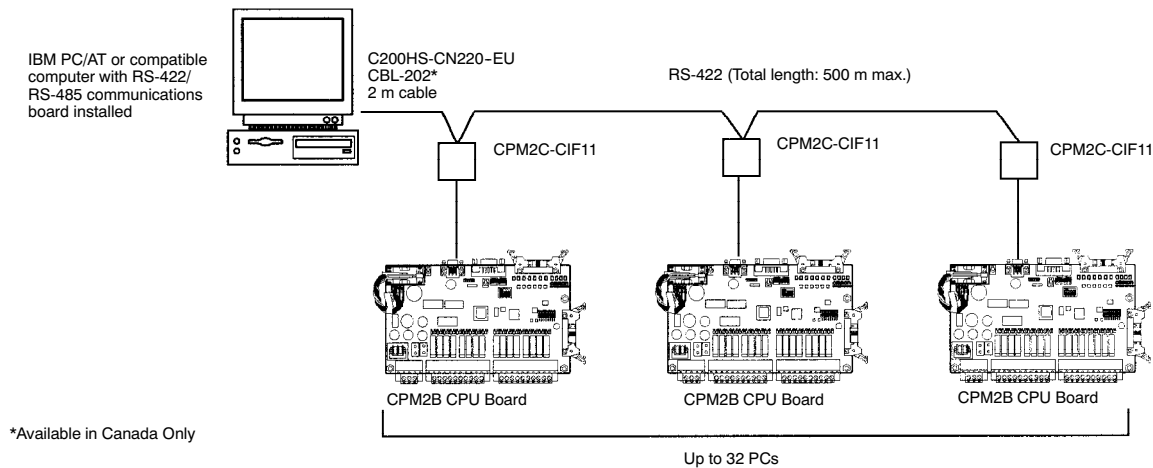 IBM PC/AT or compatible
computer with RS-422/
RS-485 communications
board installed
C200HS-CN220-EU
CBL-202*
2 m cable
RS-422 (Total length: 500 m max.)
CPM2C-CIF11
CPM2C-CIF11
CPM2C-CIF11
CPM2B CPU Board
CPM2B CPU Board
CPM2B CPU Board
*Available in Canada Only
Up to 32 PCs